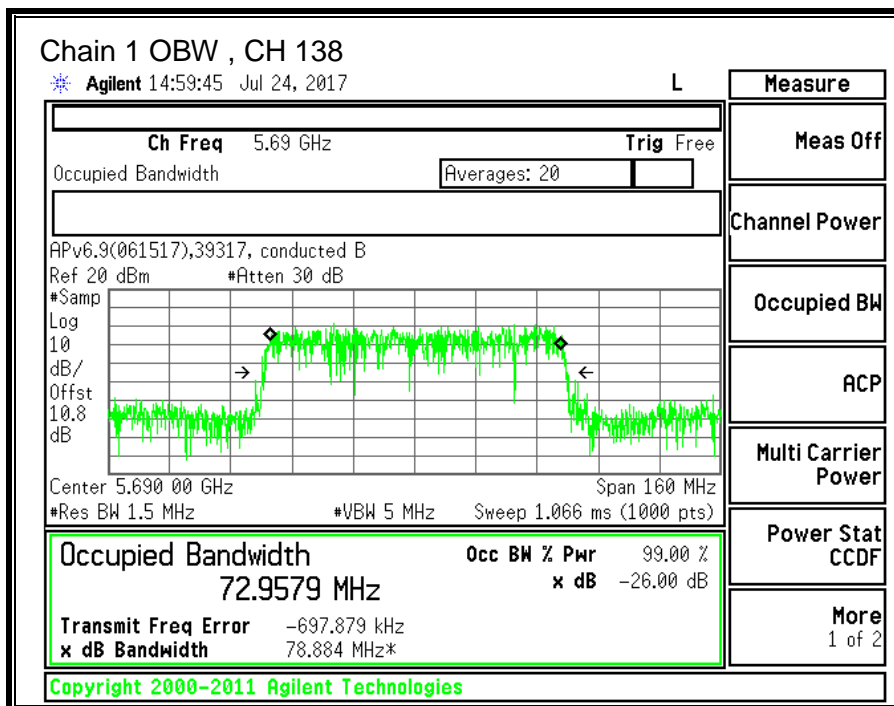 Chain 1 OBW , CH 138
Agilent 14:59:45 Jul 24, 2017 L
Measure
Ch Freq 5.69 GHz Trig Free
Meas Off
Occupied Bandwidth Averages: 20
Channel Power
APv6.9(061517),39317, conducted B
Ref 20 dBm #Atten 30 dB
#Samp
Log
10
dB/
Offst
10.8
dB
Occupied BW
ACP
Multi Carrier
Power
Center 5.690 00 GHz Span 160 MHz
#Res BW 1.5 MHz #VBW 5 MHz Sweep 1.066 ms (1000 pts)
Power Stat
CCDF
Occupied Bandwidth Occ BW % Pwr 99.00 %
72.9579 MHz x dB -26.00 dB
Transmit Freq Error -697.879 kHz
x dB Bandwidth 78.884 MHz*
More
1 of 2
Copyright 2000-2011 Agilent Technologies